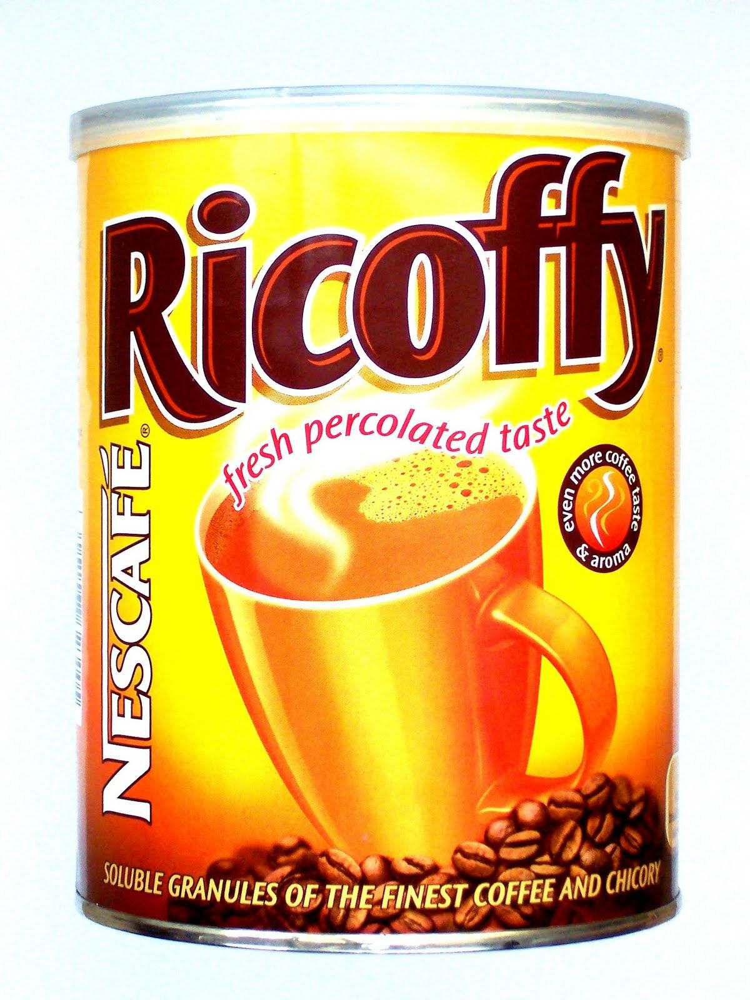 Ricoffy®
fresh percolated taste
NESCAFÉ®
even more coffee taste
& aroma
SOLUBLE GRANULES OF THE FINEST COFFEE AND CHICORY